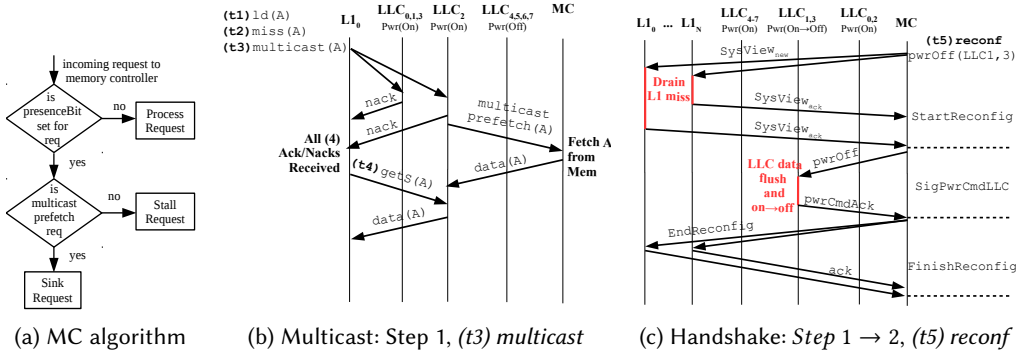 incoming request to
memory controller
is
presenceBit
set for
req
no
Process
Request
yes
is
multicast
prefetch
req
no
Stall
Request
yes
Sink
Request
(a) MC algorithm
L1₀
LLC₀,₁,₃
Pwr(On)
LLC₂
Pwr(On)
LLC₄,₅,₆,₇
Pwr(Off)
MC
(t1) ld(A)
(t2) miss(A)
(t3) multicast(A)
nack
nack
multicast
prefetch(A)
All (4)
Ack/Nacks
Received
Fetch A
from
Mem
data(A)
(t4) getS(A)
data(A)
(b) Multicast: Step 1, (t3) multicast
L1₀ ... L1N
LLC₄₋₇
Pwr(On)
LLC₁,₃
Pwr(On→Off)
LLC₀,₂
Pwr(On)
MC
(t5) reconf
pwrOff(LLC1,3)
SysViewnew
Drain
L1 miss
SysViewack
StartReconfig
SysViewack
pwrOff
LLC data
flush
and
on→off
SigPwrCmdLLC
pwrCmdAck
EndReconfig
ack
FinishReconfig
(c) Handshake: Step 1 → 2, (t5) reconf